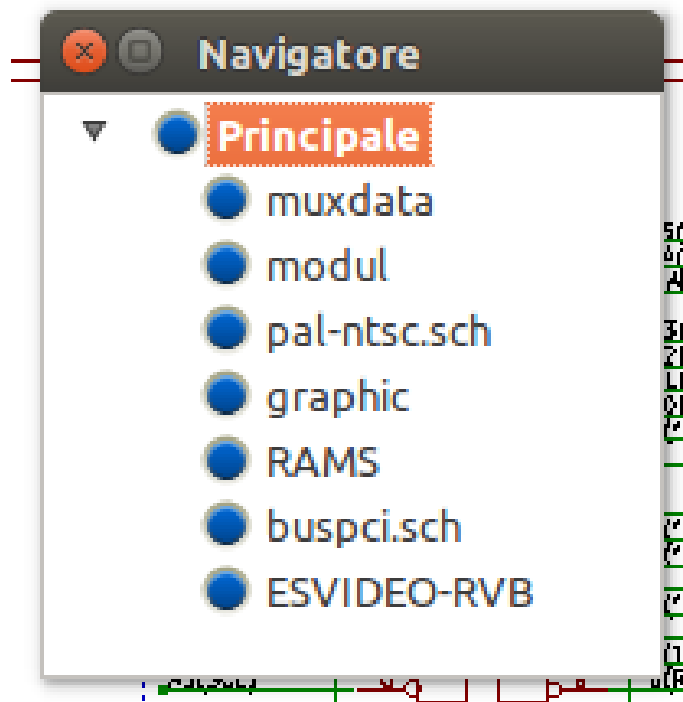 Navigatore
Principale
muxdata
modul
pal-ntsc.sch
graphic
RAMS
buspci.sch
ESVIDEO-RVB